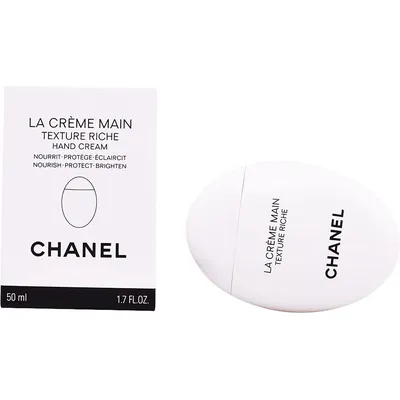 LA CRÈME MAIN
TEXTURE RICHE
HAND CREAM
NOURRIT·PROTÈGE·ÉCLAIRCIT
NOURISH·PROTECT·BRIGHTEN
CHANEL
50 ml 1.7 FL.OZ.
LA CRÈME MAIN
TEXTURE RICHE
CHANEL